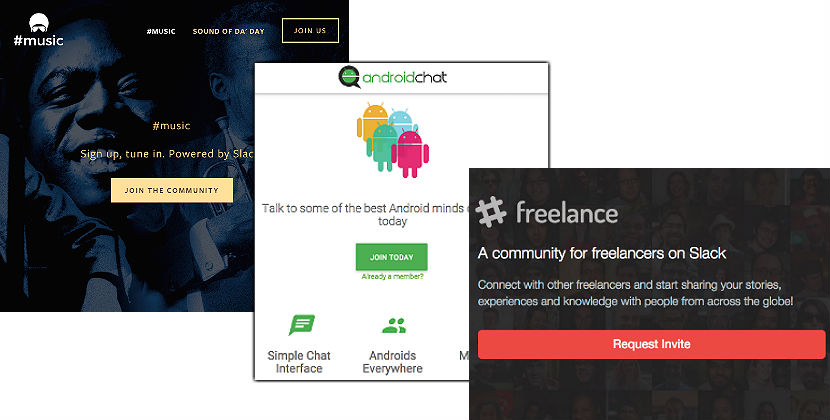 #music
#MUSIC SOUND OF DA' DAY JOIN US
#music
Sign up, tune in. Powered by Slac
JOIN THE COMMUNITY
androidchat
Talk to some of the best Android minds
today
JOIN TODAY
Already a member?
Simple Chat
Interface
Androids
Everywhere
M
# freelance
A community for freelancers on Slack
Connect with other freelancers and start sharing your stories,
experiences and knowledge with people from across the globe!
Request Invite